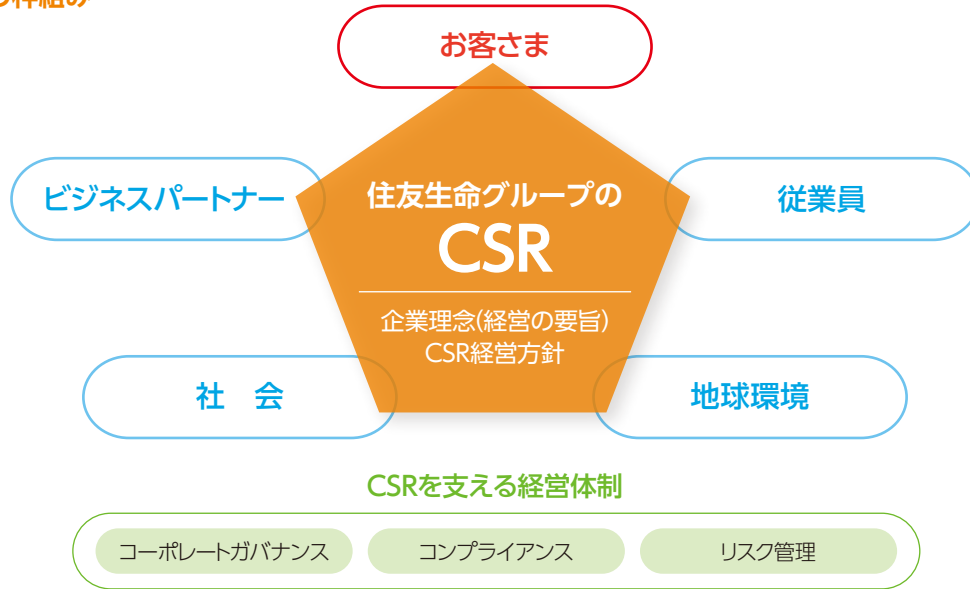 の枠組み
お客さま
ビジネスパートナー
住友生命グループの
CSR
従業員
企業理念(経営の要旨)
CSR経営方針
社　会
地球環境
CSRを支える経営体制
コーポレートガバナンス
コンプライアンス
リスク管理